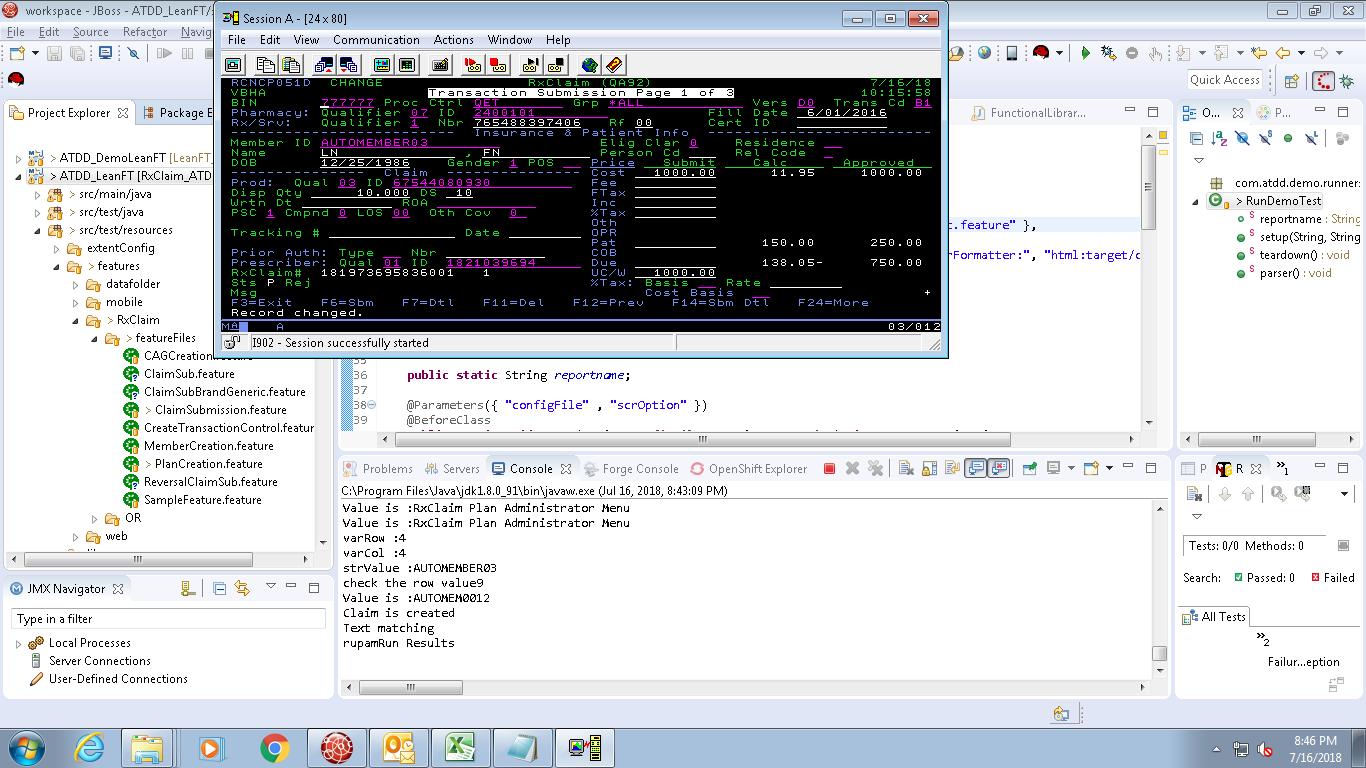 workspace - JBoss - ATDD_LeanFT/
File Edit Source Refactor Navig
Quick Access
Project Explorer
Package E
> ATDD_DemoLeanFT [LeanFT_
> ATDD_LeanFT [RxClaim_ATD
> src/main/java
> src/test/java
> src/test/resources
extentConfig
> features
datafolder
mobile
> RxClaim
> featureFiles
CAGCreation.feature
ClaimSub.feature
ClaimSubBrandGeneric.feature
> ClaimSubmission.feature
CreateTransactionControl.featur
MemberCreation.feature
> PlanCreation.feature
ReversalClaimSub.feature
SampleFeature.feature
OR
web
JMX Navigator
Type in a filter
Local Processes
Server Connections
User-Defined Connections
Session A - [24 x 80]
File Edit View Communication Actions Window Help
RCNCP051D CHANGE RxClaim (QA92) 7/16/18
VBHA Transaction Submission Page 1 of 3 10:15:58
BIN 777777 Proc Ctrl QET Grp *ALL Vers D0 Trans Cd B1
Pharmacy: Qualifier 07 ID 2400101 Fill Date 6/01/2016
Rx/Srv: Qualifier 1 Nbr 765488397406 Rf 00 Cert ID
Insurance & Patient Info
Member ID AUTOMEMBER03 Elig Clar 0 Residence
Name LN , FN Person Cd Rel Code
DOB 12/25/1986 Gender 1 POS Price Submit Calc Approved
Claim Cost 1000.00 11.95 1000.00
Prod: Qual 03 ID 67544080930 Fee
Disp Qty 10.000 DS 10 FTax
Wrtn Dt ROA Inc
PSC 1 Cmpnd 0 LOS 00 Oth Cov 0 %Tax
Oth
Tracking # Date OPR
Pat 150.00 250.00
Prior Auth: Type Nbr COB
Prescriber: Qual 01 ID 1821039694 Due 138.05- 750.00
RxClaim# 181973695836001 1 UC/W 1000.00
Sts P Rej %Tax: Basis Rate
Msg Cost Basis +
F3=Exit F6=Sbm F7=Dtl F11=Del F12=Prev F14=Sbm Dtl F24=More
Record changed.
MA A 03/012
I902 - Session successfully started
FunctionalLibrar.
c.feature" },
rFormatter:", "html:target/c
35
36 public static String reportname;
37
38 @Parameters({ "configFile" , "scrOption" })
39 @BeforeClass
Problems Servers Console Forge Console OpenShift Explorer
C:\Program Files\Java\jdk1.8.0_91\bin\javaw.exe (Jul 16, 2018, 8:43:09 PM)
Value is :RxClaim Plan Administrator Menu
Value is :RxClaim Plan Administrator Menu
varRow :4
varCol :4
strValue :AUTOMEMBER03
check the row value9
Value is :AUTOMEM0012
Claim is created
Text matching
rupamRun Results
O...
P...
com.atdd.demo.runner
> RunDemoTest
reportname : String
setup(String, String
teardown() : void
parser() : void
P R »1
Tests: 0/0 Methods: 0
Search: Passed: 0 Failed
All Tests
»2
Failur...eption
8:46 PM
7/16/2018